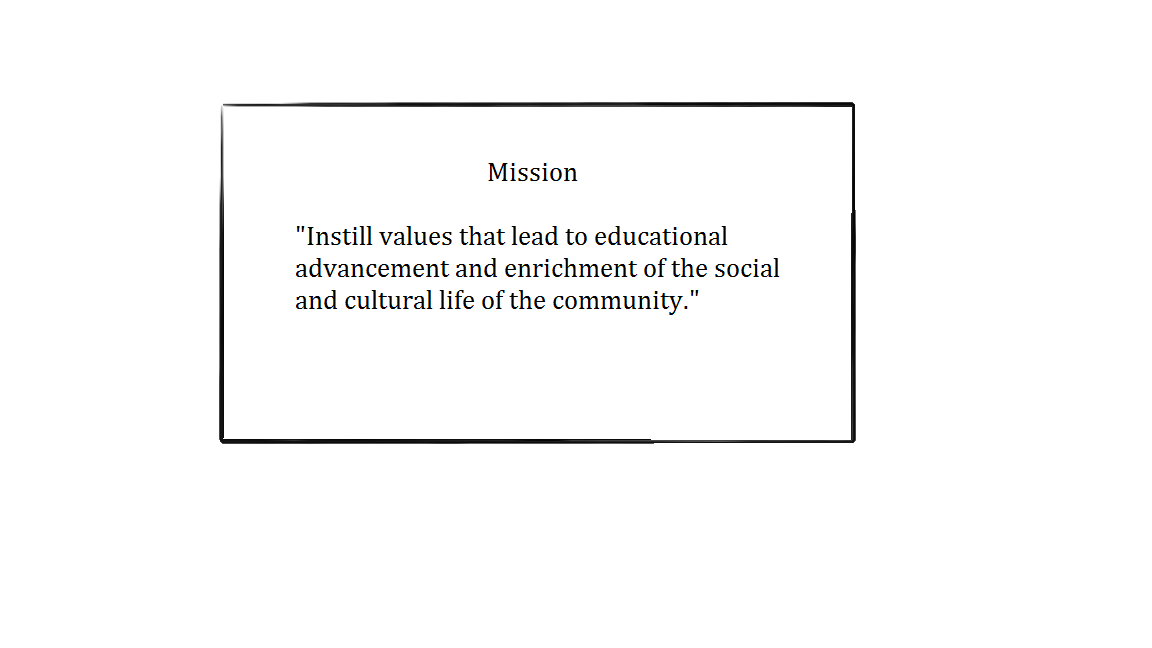 Mission
"Instill values that lead to educational
advancement and enrichment of the social
and cultural life of the community."